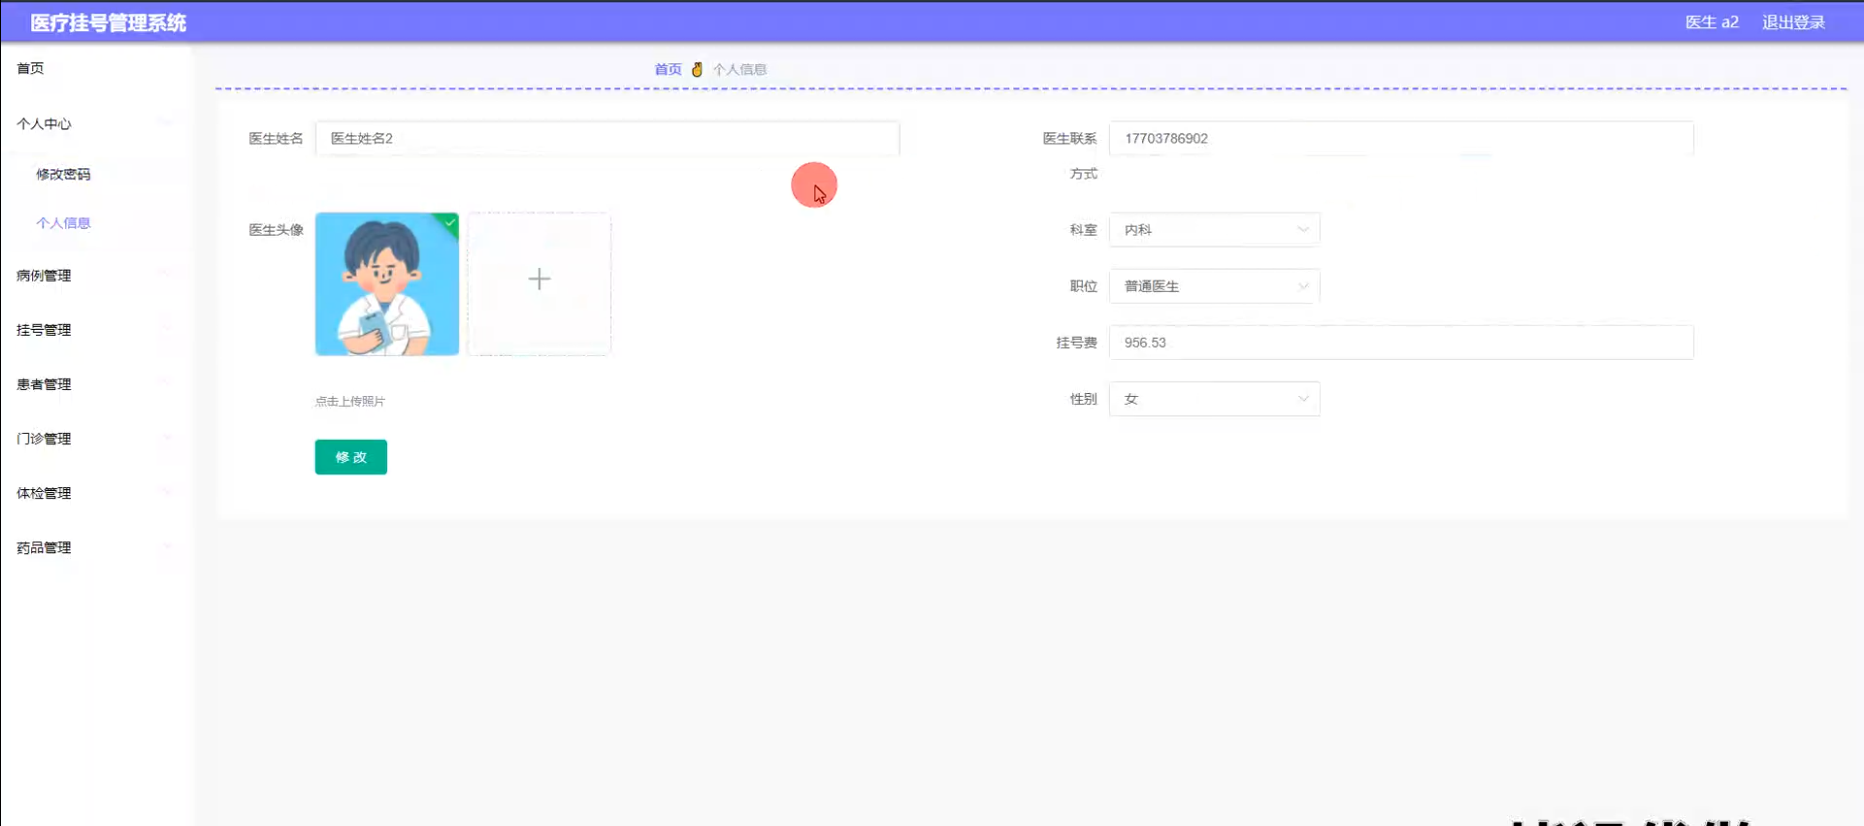 医疗挂号管理系统
医生 a2 退出登录
首页
个人中心
修改密码
个人信息
病例管理
挂号管理
患者管理
门诊管理
体检管理
药品管理
首页 个人信息
医生姓名 医生姓名2
医生联系方式 17703786902
医生头像
点击上传照片
修 改
科室 内科
职位 普通医生
挂号费 956.53
性别 女